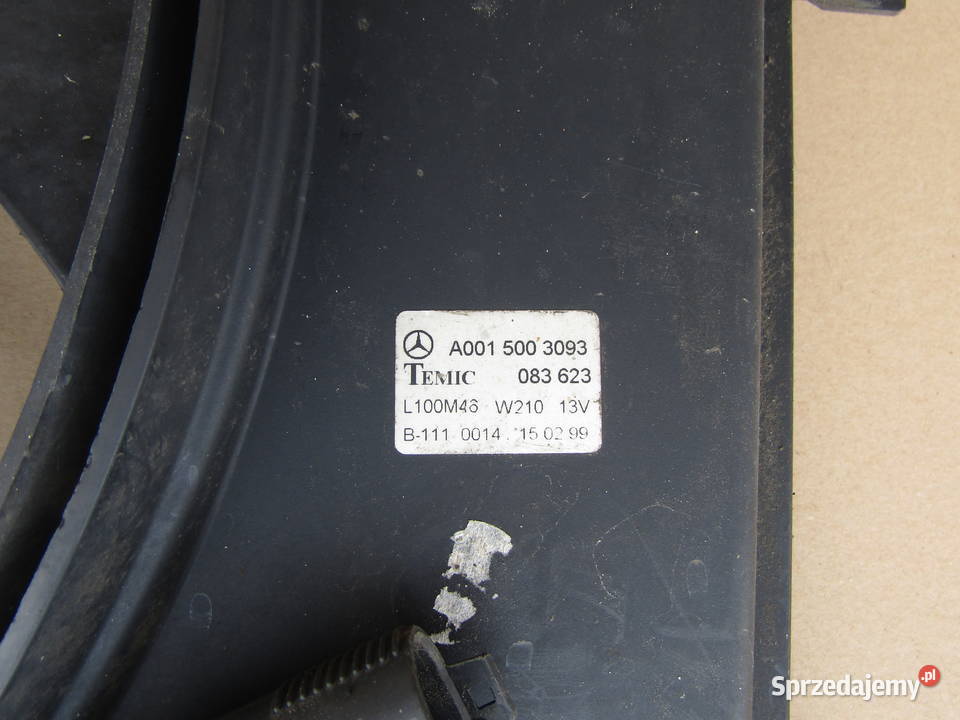 A001 500 3093
TEMIC 083 623
L100M46 W210 13V
B-111 0014 15 02 99
Sprzedajemy.pl